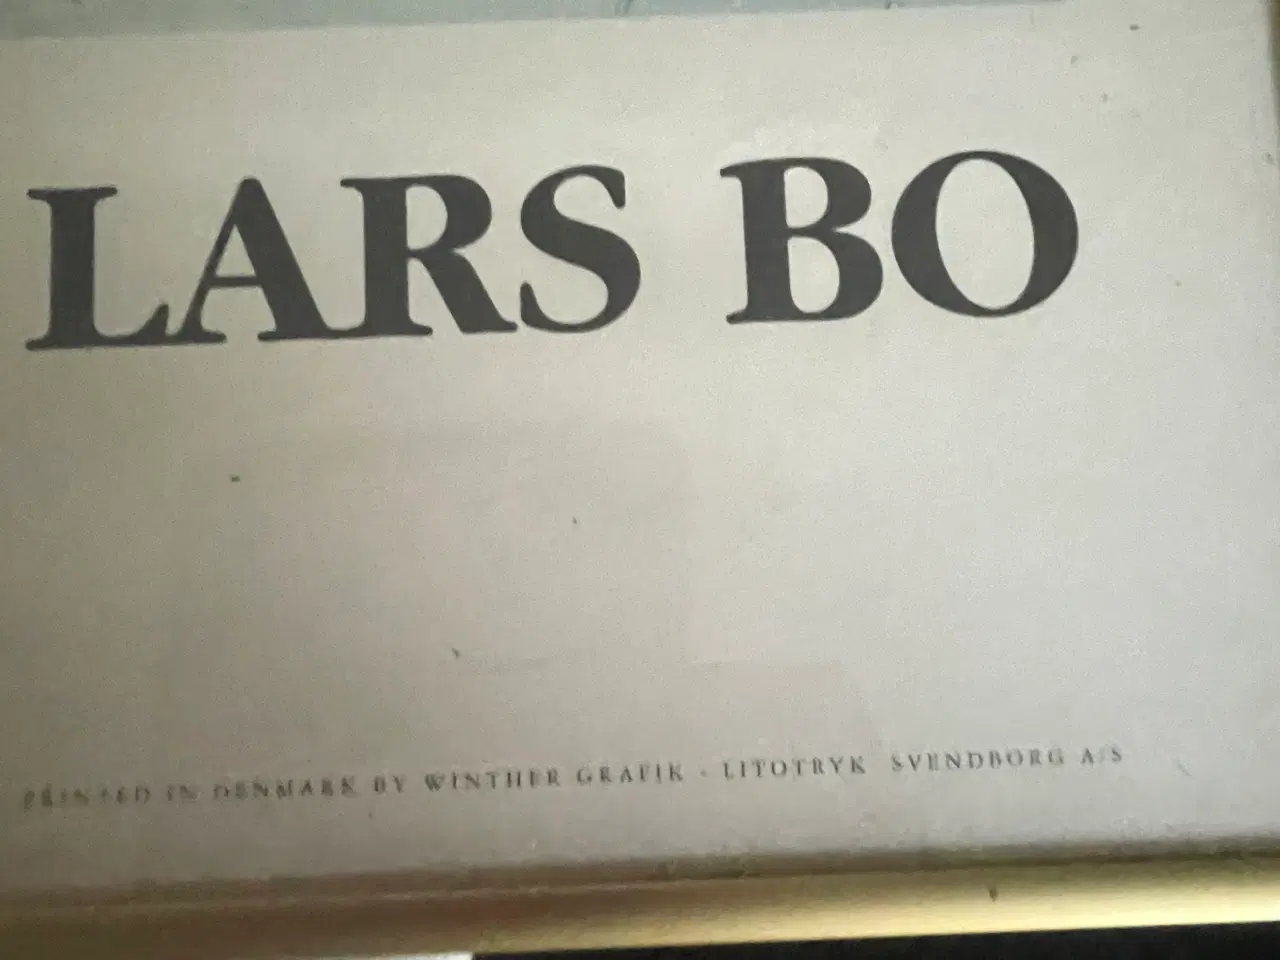 LARS BO
PRINTED IN DENMARK BY WINTHER GRAFIK - LITOTRYK SVENDBORG A/S